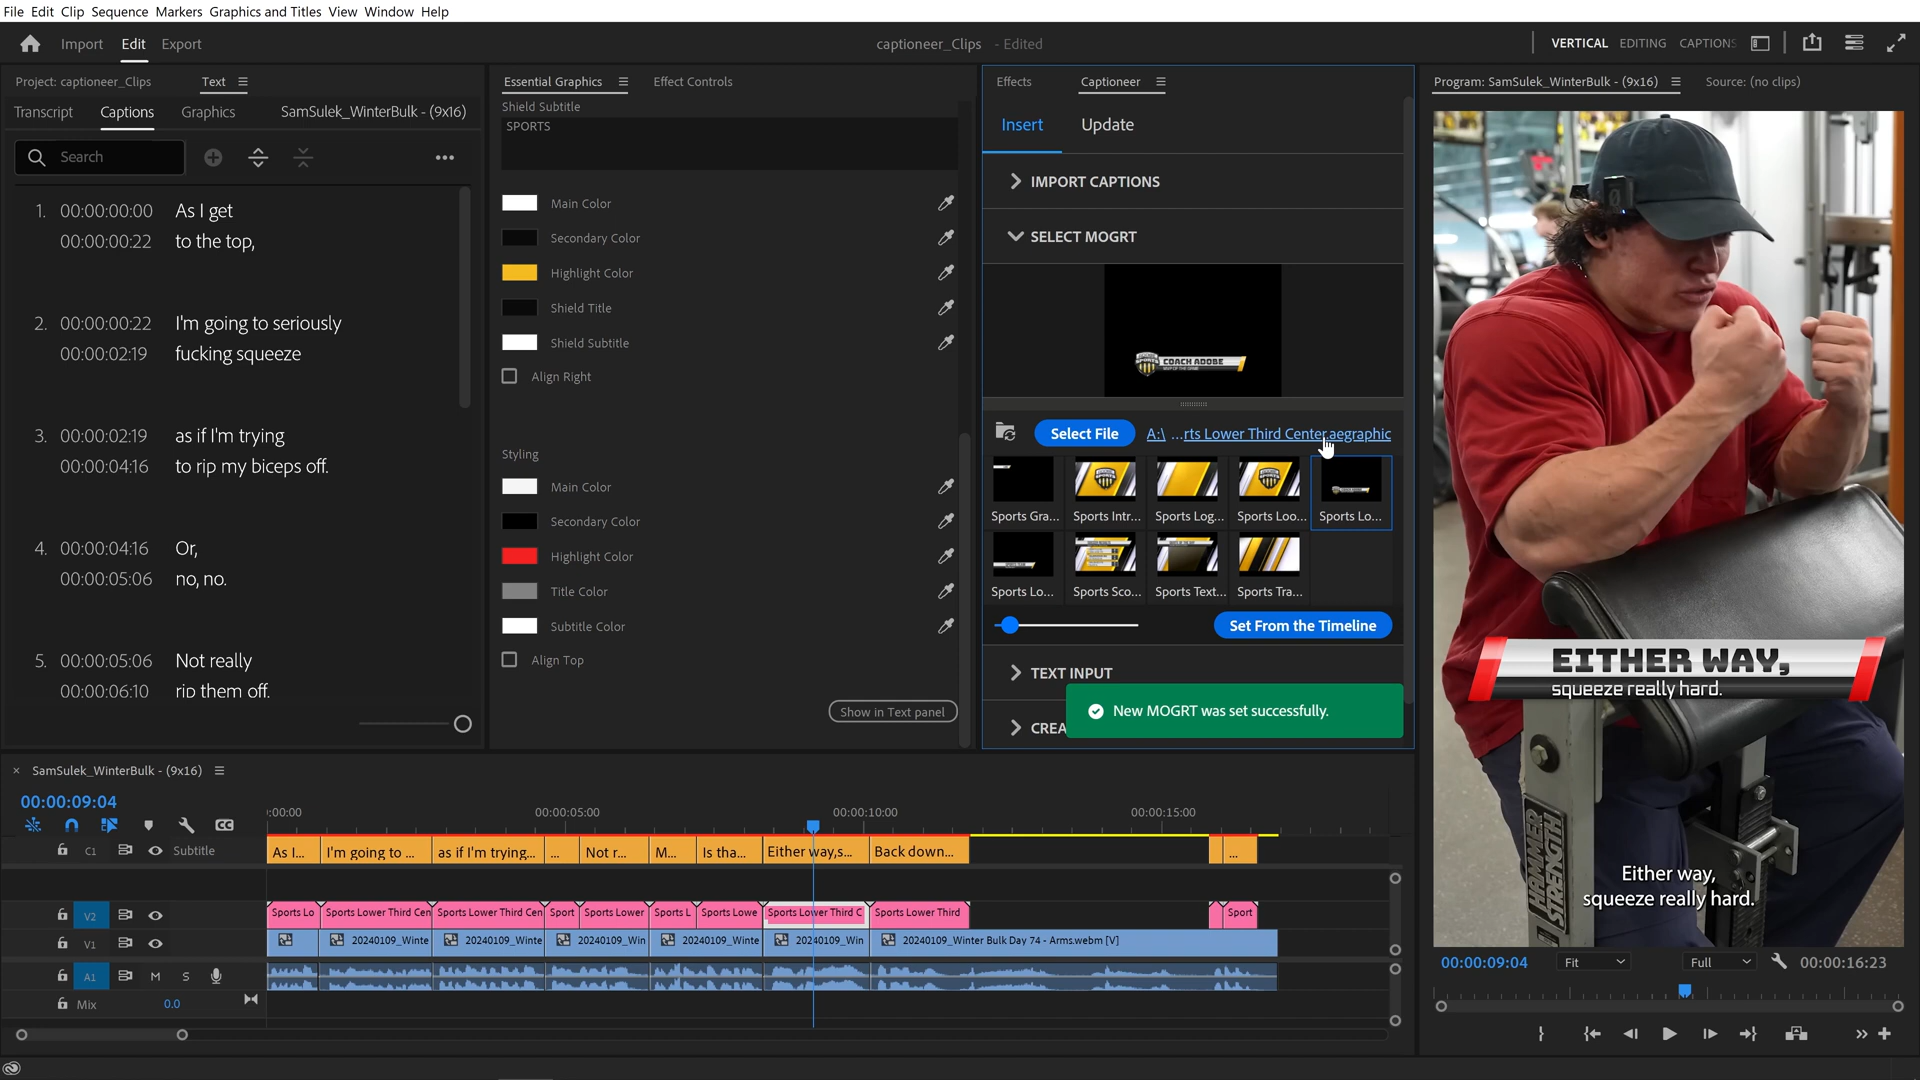 File Edit Clip Sequence Markers Graphics and Titles View Window Help
Import Edit Export
captioneer_Clips - Edited
VERTICAL EDITING CAPTIONS
Project: captioneer_Clips Text
Transcript Captions Graphics SamSulek_WinterBulk - (9x16)
Search
1. 00:00:00:00 As I get
00:00:00:22 to the top,
2. 00:00:00:22 I'm going to seriously
00:00:02:19 fucking squeeze
3. 00:00:02:19 as if I'm trying
00:00:04:16 to rip my biceps off.
4. 00:00:04:16 Or,
00:00:05:06 no, no.
5. 00:00:05:06 Not really
00:00:06:10 rip them off.
Essential Graphics Effect Controls
Shield Subtitle
SPORTS
Main Color
Secondary Color
Highlight Color
Shield Title
Shield Subtitle
Align Right
Styling
Main Color
Secondary Color
Highlight Color
Title Color
Subtitle Color
Align Top
Show in Text panel
Effects Captioneer
Insert Update
IMPORT CAPTIONS
SELECT MOGRT
COACH ADOBE
MVP OF THE GAME
Select File A:\ ...rts Lower Third Center.aegraphic
Sports Gra... Sports Intr... Sports Log... Sports Loo... Sports Lo...
Sports Lo... Sports Sco... Sports Text... Sports Tra...
Set From the Timeline
TEXT INPUT
CREA
New MOGRT was set successfully.
Program: SamSulek_WinterBulk - (9x16) Source: (no clips)
EITHER WAY,
squeeze really hard.
HAMMER
STRENGTH
Either way,
squeeze really hard.
00:00:09:04 Fit Full 00:00:16:23
× SamSulek_WinterBulk - (9x16)
00:00:09:04
:00:00 00:00:05:00 00:00:10:00 00:00:15:00
CC
C1 Subtitle As I... I'm going to ... as if I'm trying... ... Not r... M... Is tha... Either way,s... Back down... ...
V2 Sports Lo Sports Lower Third Cen Sports Lower Third Cen Sport Sports Lower Sports L Sports Lowe Sports Lower Third C Sports Lower Third Sport
V1 20240109_Winte 20240109_Winte 20240109_Win 20240109_Winte 20240109_Win 20240109_Winter Bulk Day 74 - Arms.webm [V]
A1 M S
Mix 0.0